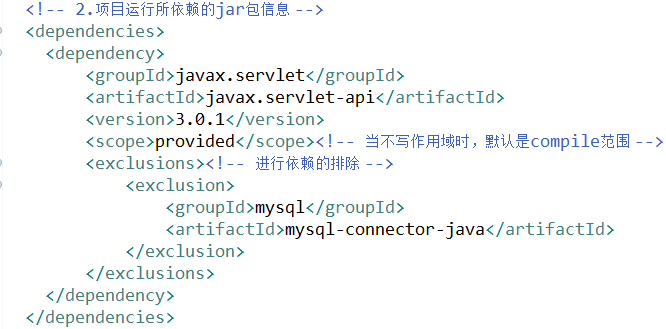 <!-- 2.项目运行所依赖的jar包信息 -->
<dependencies>
<dependency>
<groupId>javax.servlet</groupId>
<artifactId>javax.servlet-api</artifactId>
<version>3.0.1</version>
<scope>provided</scope><!-- 当不写作用域时，默认是compile范围 -->
<exclusions><!-- 进行依赖的排除 -->
<exclusion>
<groupId>mysql</groupId>
<artifactId>mysql-connector-java</artifactId>
</exclusion>
</exclusions>
</dependency>
</dependencies>